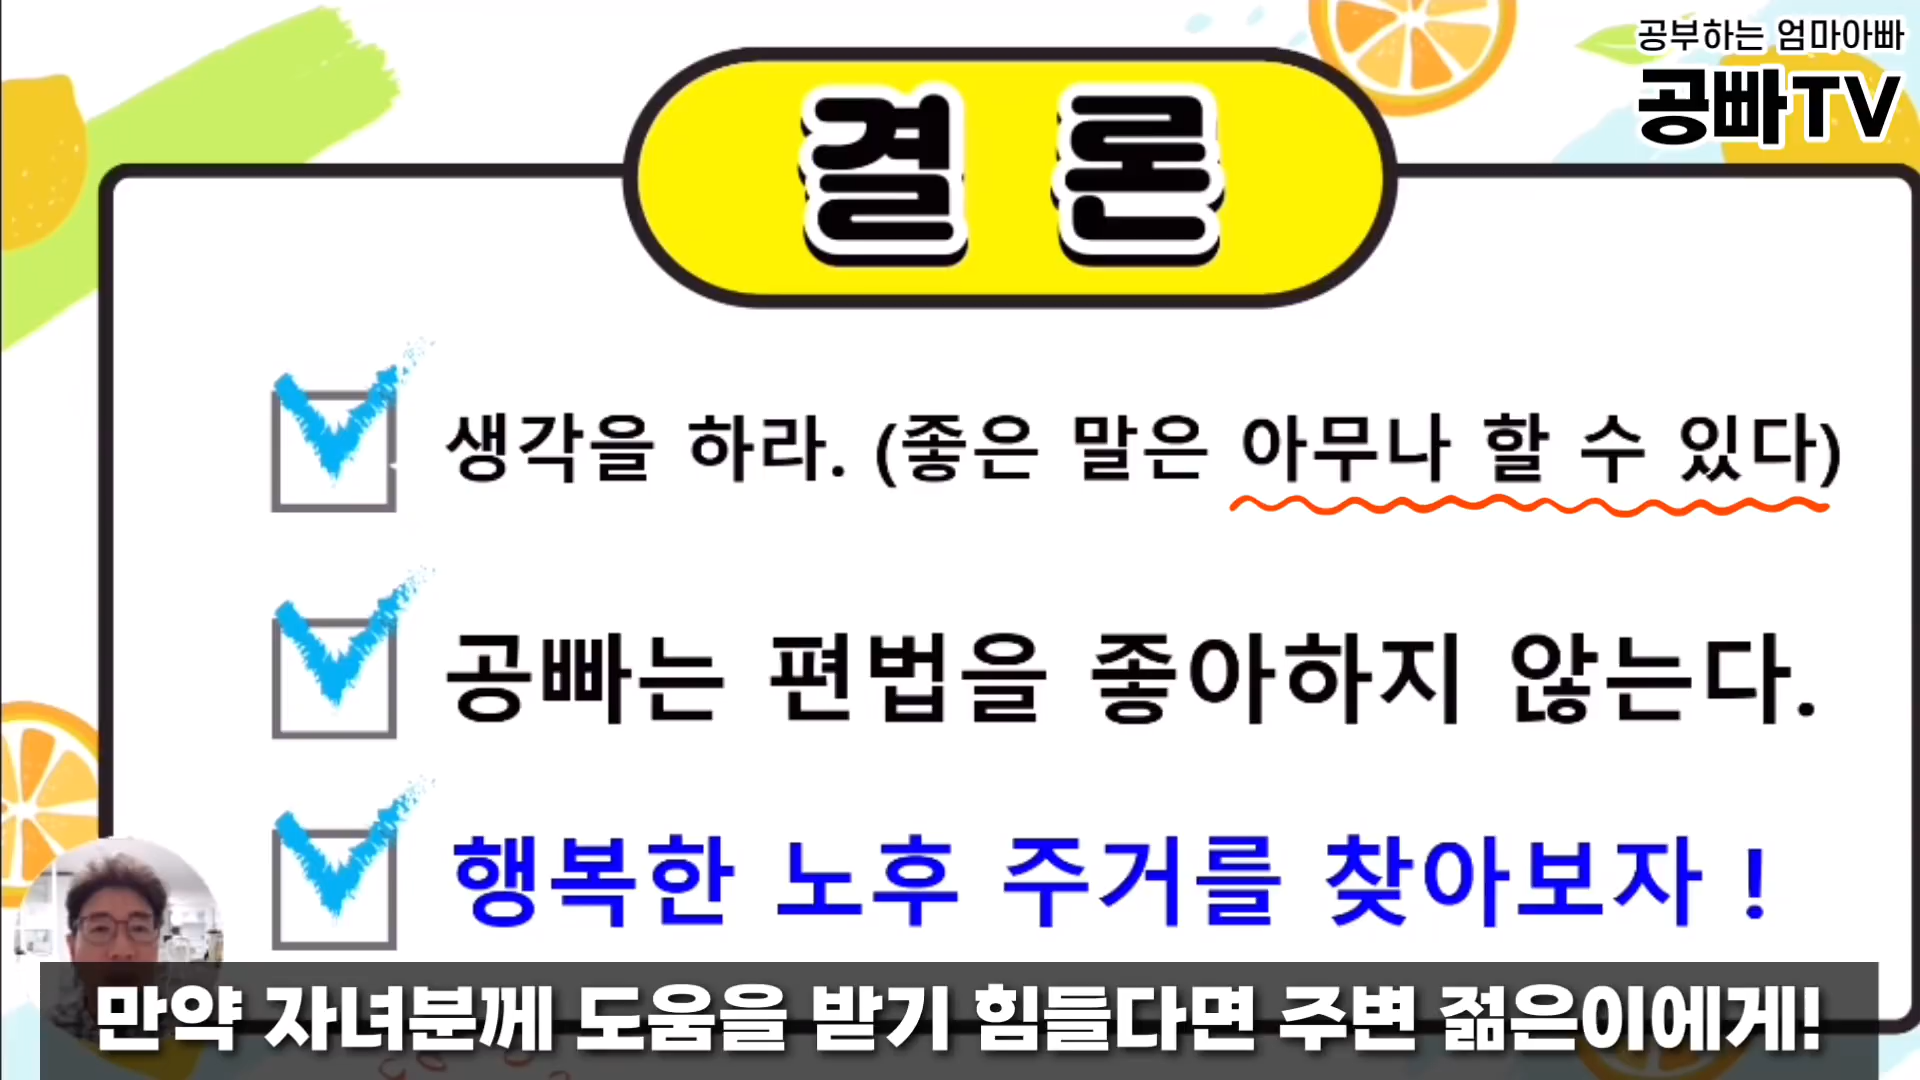 공부하는 엄마아빠
공빠TV
결 론
생각을 하라. (좋은 말은 아무나 할 수 있다)
공빠는 편법을 좋아하지 않는다.
행복한 노후 주거를 찾아보자 !
만약 자녀분께 도움을 받기 힘들다면 주변 젊은이에게!